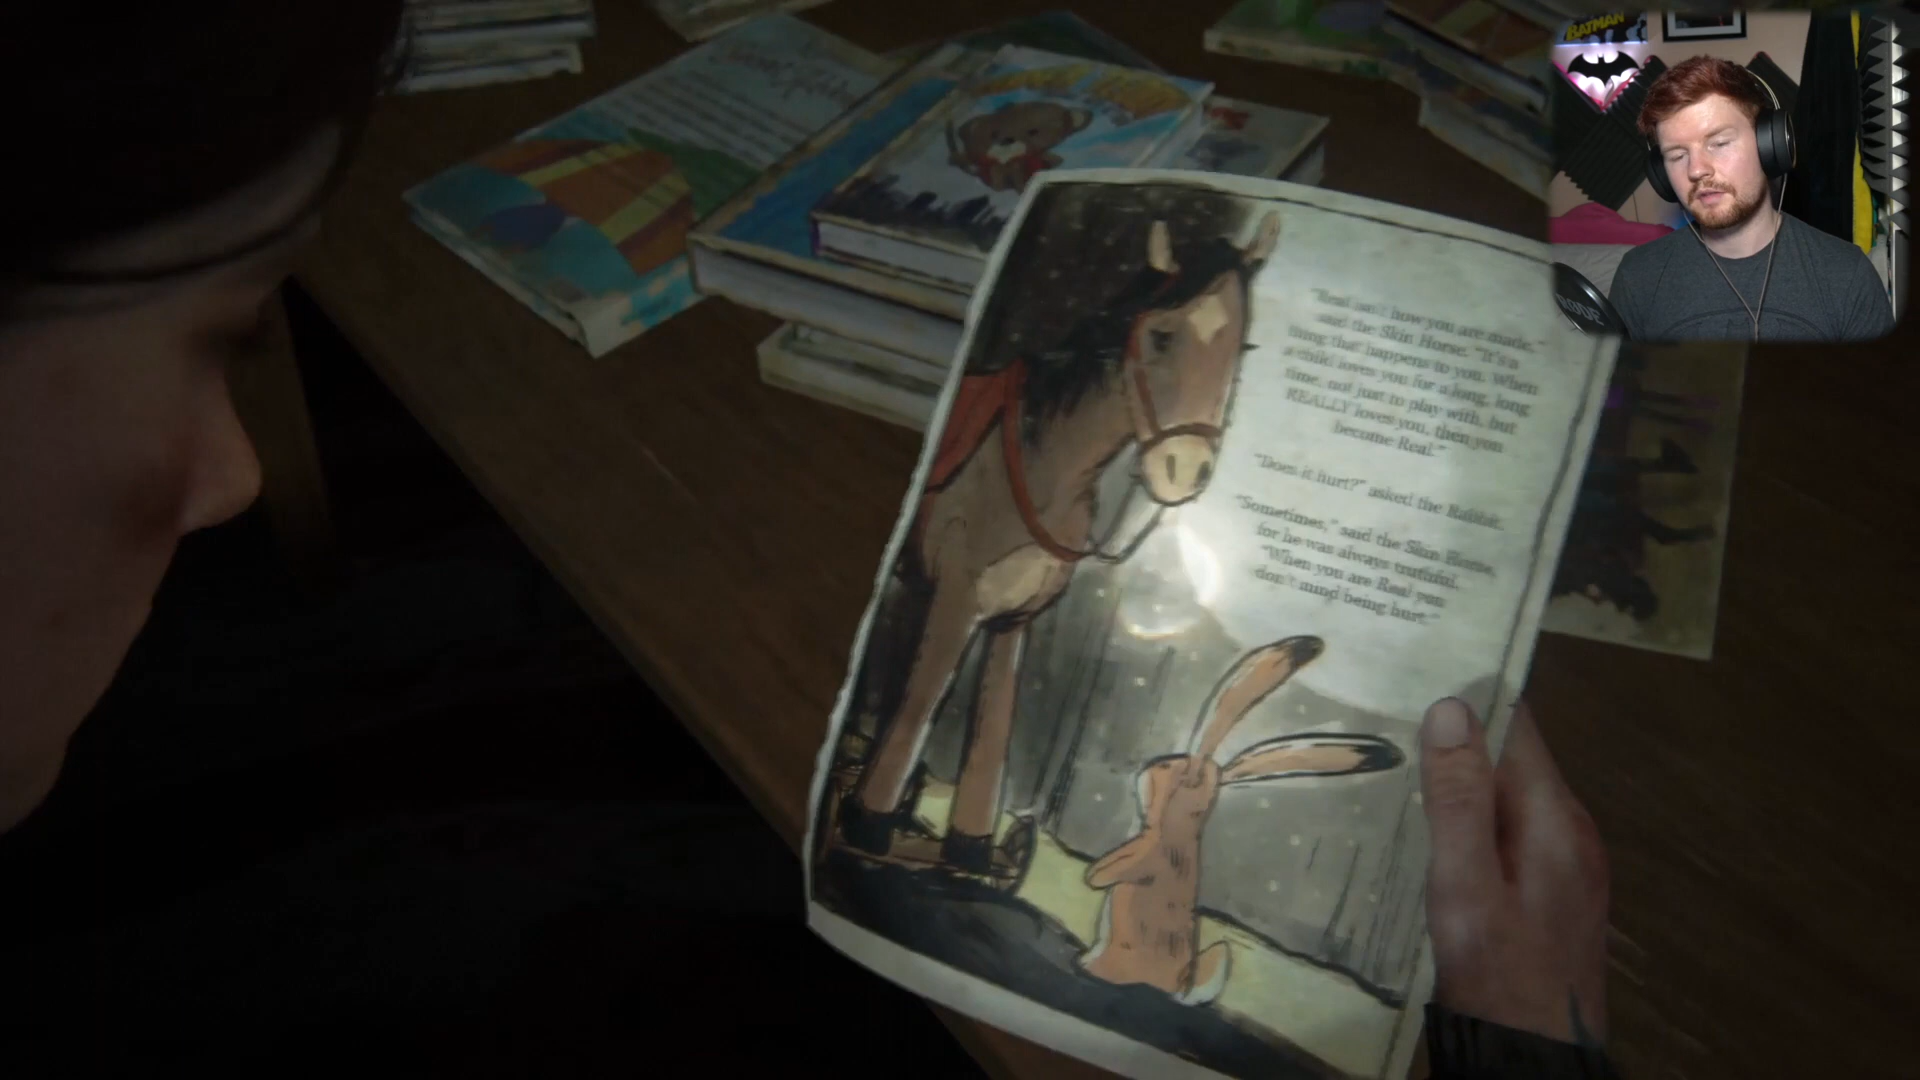 BATMAN
RODE
"Real isn't how you are made,"
said the Skin Horse. "It's a
thing that happens to you. When
a child loves you for a long, long
time, not just to play with, but
REALLY loves you, then you
become Real."
"Does it hurt?" asked the Rabbit.
"Sometimes," said the Skin Horse,
for he was always truthful.
"When you are Real you
don't mind being hurt."